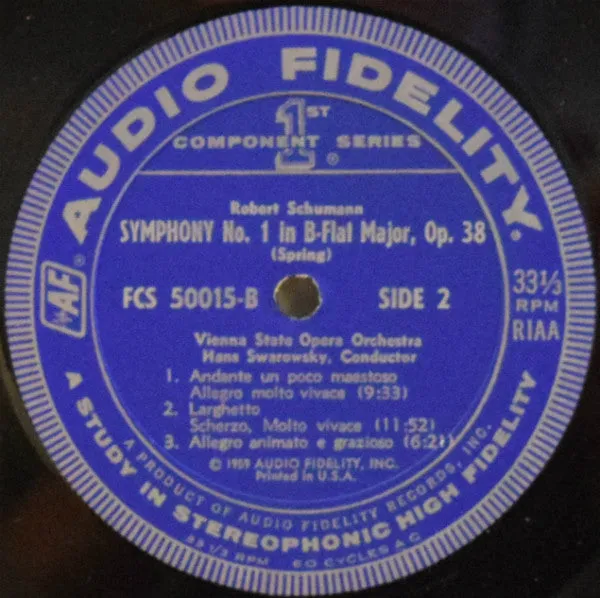 AUDIO FIDELITY®
1ST
COMPONENT SERIES ®
Robert Schumann
SYMPHONY No. 1 in B-Flat Major, Op. 38
(Spring)
AF ®
FCS 50015-B SIDE 2
33⅓
RPM
RIAA
Vienna State Opera Orchestra
Hans Swarowsky, Conductor
1. Andante un poco maestoso
Allegro molto vivace (9:33)
2. Larghetto
Scherzo, Molto vivace (11:52)
3. Allegro animato e grazioso (6:21)
© 1959 AUDIO FIDELITY, INC.
Printed in U.S.A.
A PRODUCT OF AUDIO FIDELITY RECORDS, INC.
A STUDY IN STEREOPHONIC HIGH FIDELITY
33 1/3 RPM 60 CYCLES A C